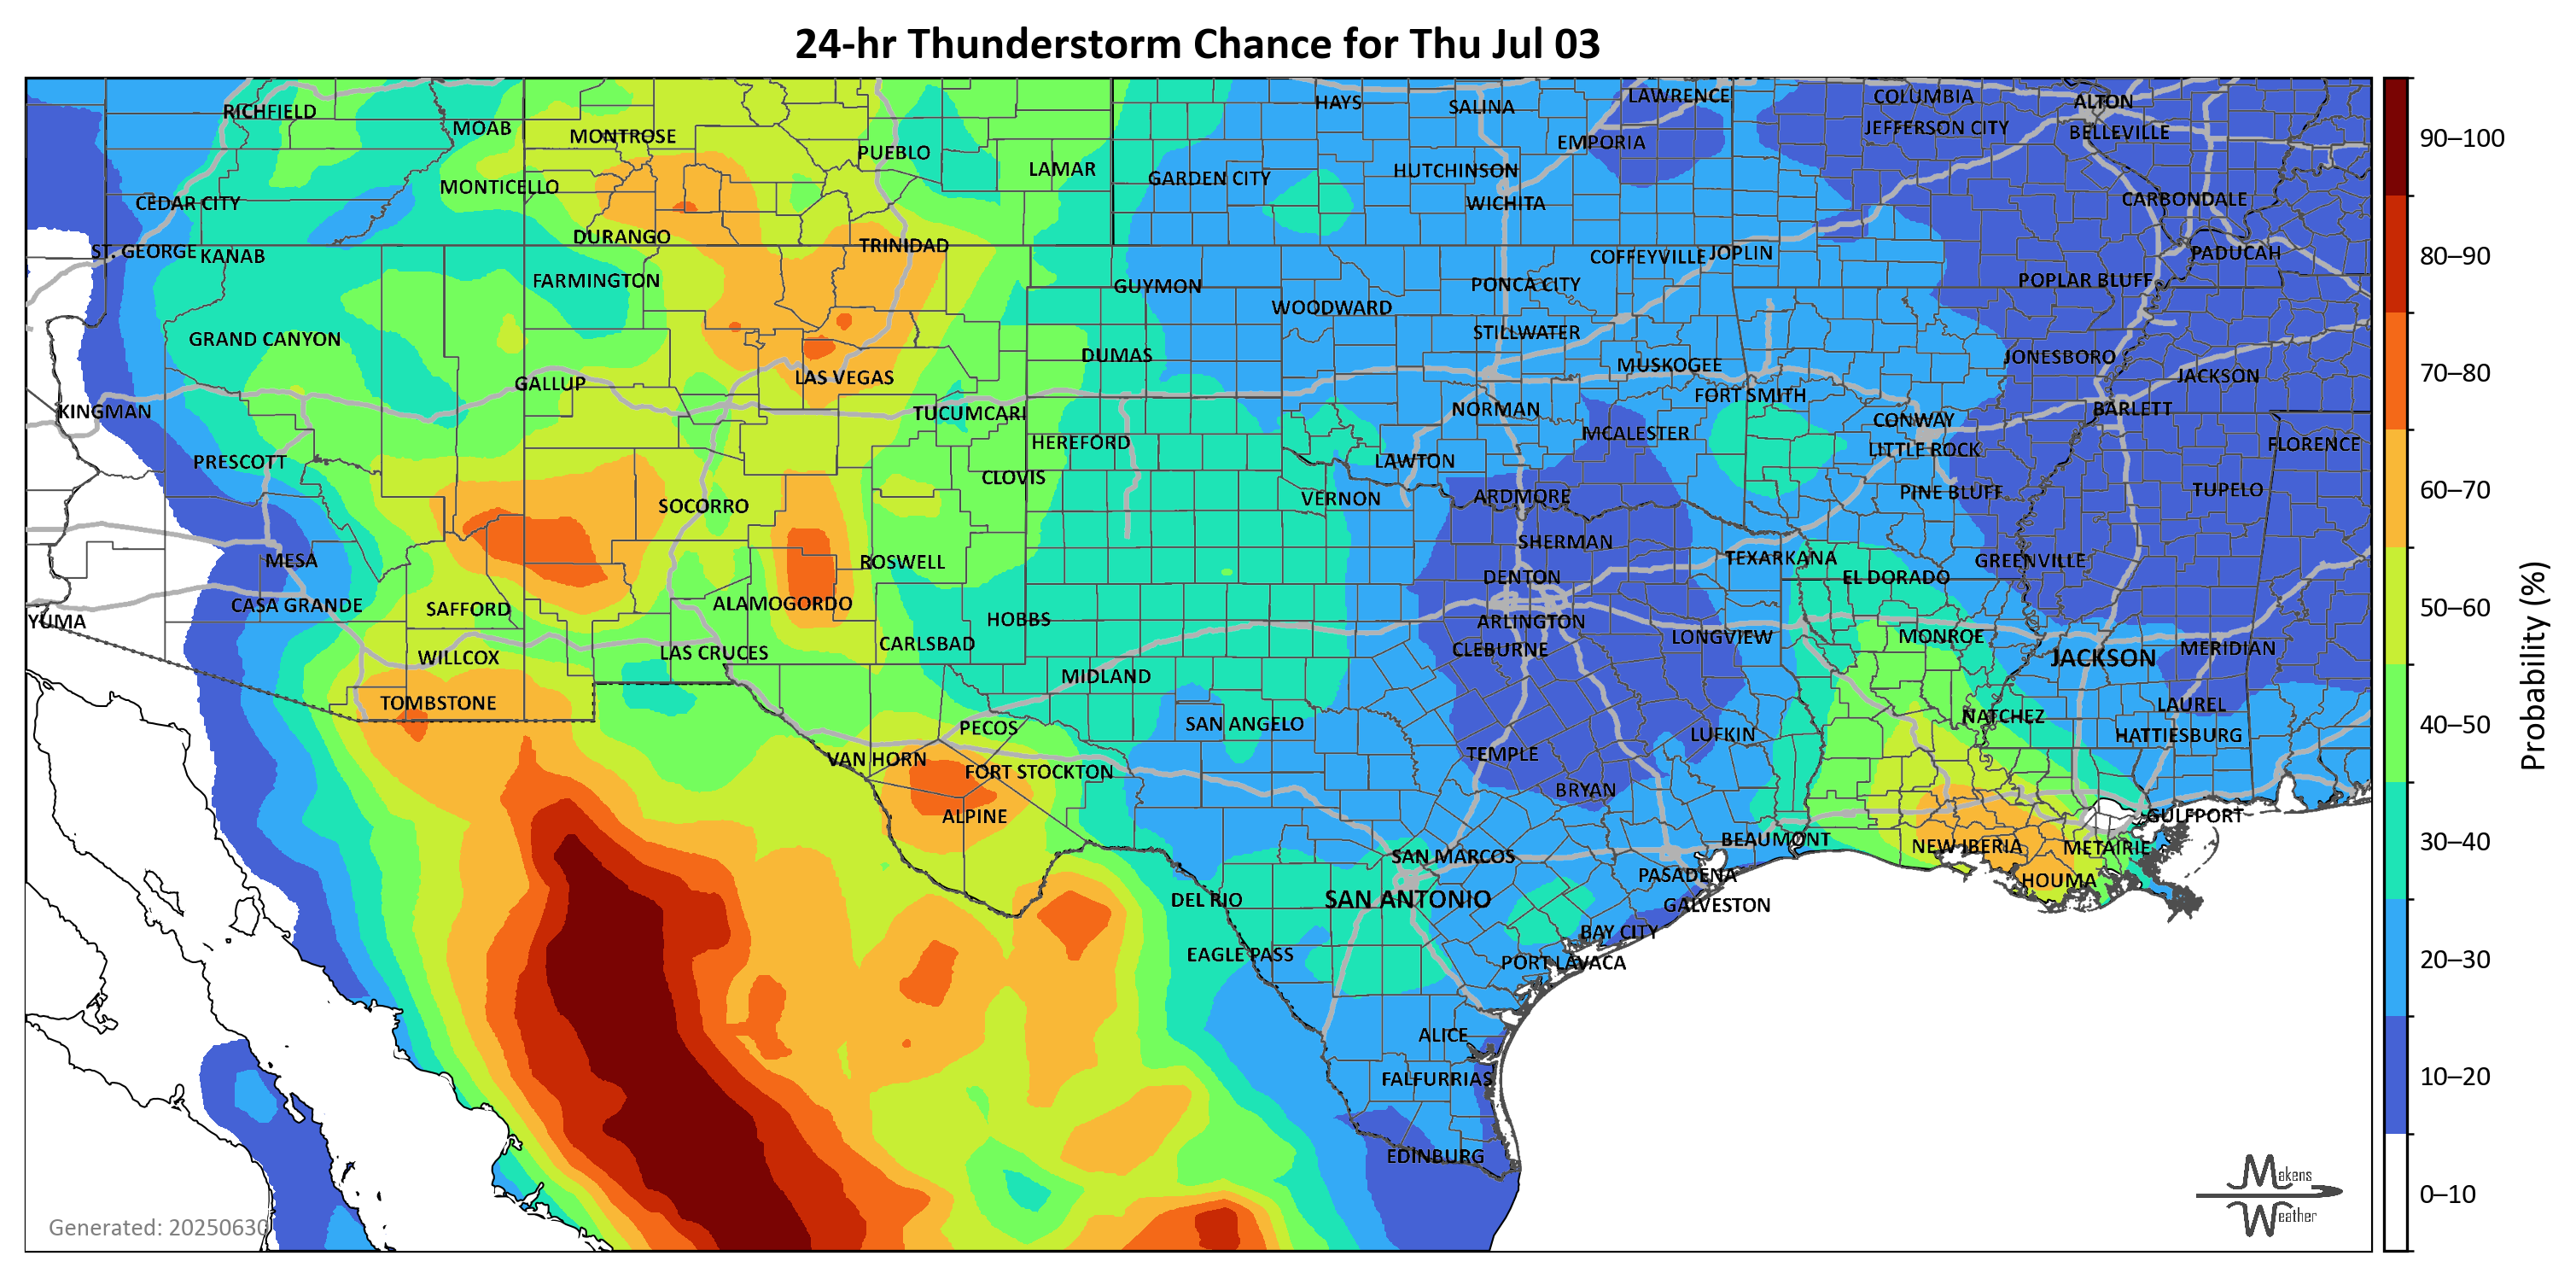 24-hr Thunderstorm Chance for Thu Jul 03
RICHFIELD
MOAB
MONTROSE
PUEBLO
LAMAR
HAYS
SALINA
LAWRENCE
COLUMBIA
ALTON
EMPORIA
JEFFERSON CITY
BELLEVILLE
MONTICELLO
GARDEN CITY
HUTCHINSON
CEDAR CITY
WICHITA
CARBONDALE
DURANGO
TRINIDAD
ST. GEORGE
KANAB
COFFEYVILLE
JOPLIN
PADUCAH
FARMINGTON
GUYMON
PONCA CITY
POPLAR BLUFF
WOODWARD
GRAND CANYON
STILLWATER
DUMAS
JONESBORO
GALLUP
LAS VEGAS
MUSKOGEE
JACKSON
KINGMAN
TUCUMCARI
NORMAN
FORT SMITH
BARLETT
HEREFORD
MCALESTER
CONWAY
FLORENCE
PRESCOTT
CLOVIS
LAWTON
LITTLE ROCK
SOCORRO
VERNON
ARDMORE
PINE BLUFF
TUPELO
MESA
ROSWELL
SHERMAN
TEXARKANA
GREENVILLE
DENTON
EL DORADO
CASA GRANDE
SAFFORD
ALAMOGORDO
YUMA
HOBBS
ARLINGTON
CARLSBAD
CLEBURNE
LONGVIEW
MONROE
MERIDIAN
WILLCOX
LAS CRUCES
JACKSON
MIDLAND
TOMBSTONE
LAUREL
PECOS
SAN ANGELO
NATCHEZ
LUFKIN
HATTIESBURG
VAN HORN
TEMPLE
FORT STOCKTON
BRYAN
ALPINE
GULFPORT
BEAUMONT
NEW IBERIA
METAIRIE
SAN MARCOS
PASADENA
HOUMA
DEL RIO
SAN ANTONIO
GALVESTON
BAY CITY
EAGLE PASS
PORT LAVACA
ALICE
FALFURRIAS
EDINBURG
Generated: 20250630
Makens
Weather
90–100
80–90
70–80
60–70
50–60
40–50
30–40
20–30
10–20
0–10
Probability (%)